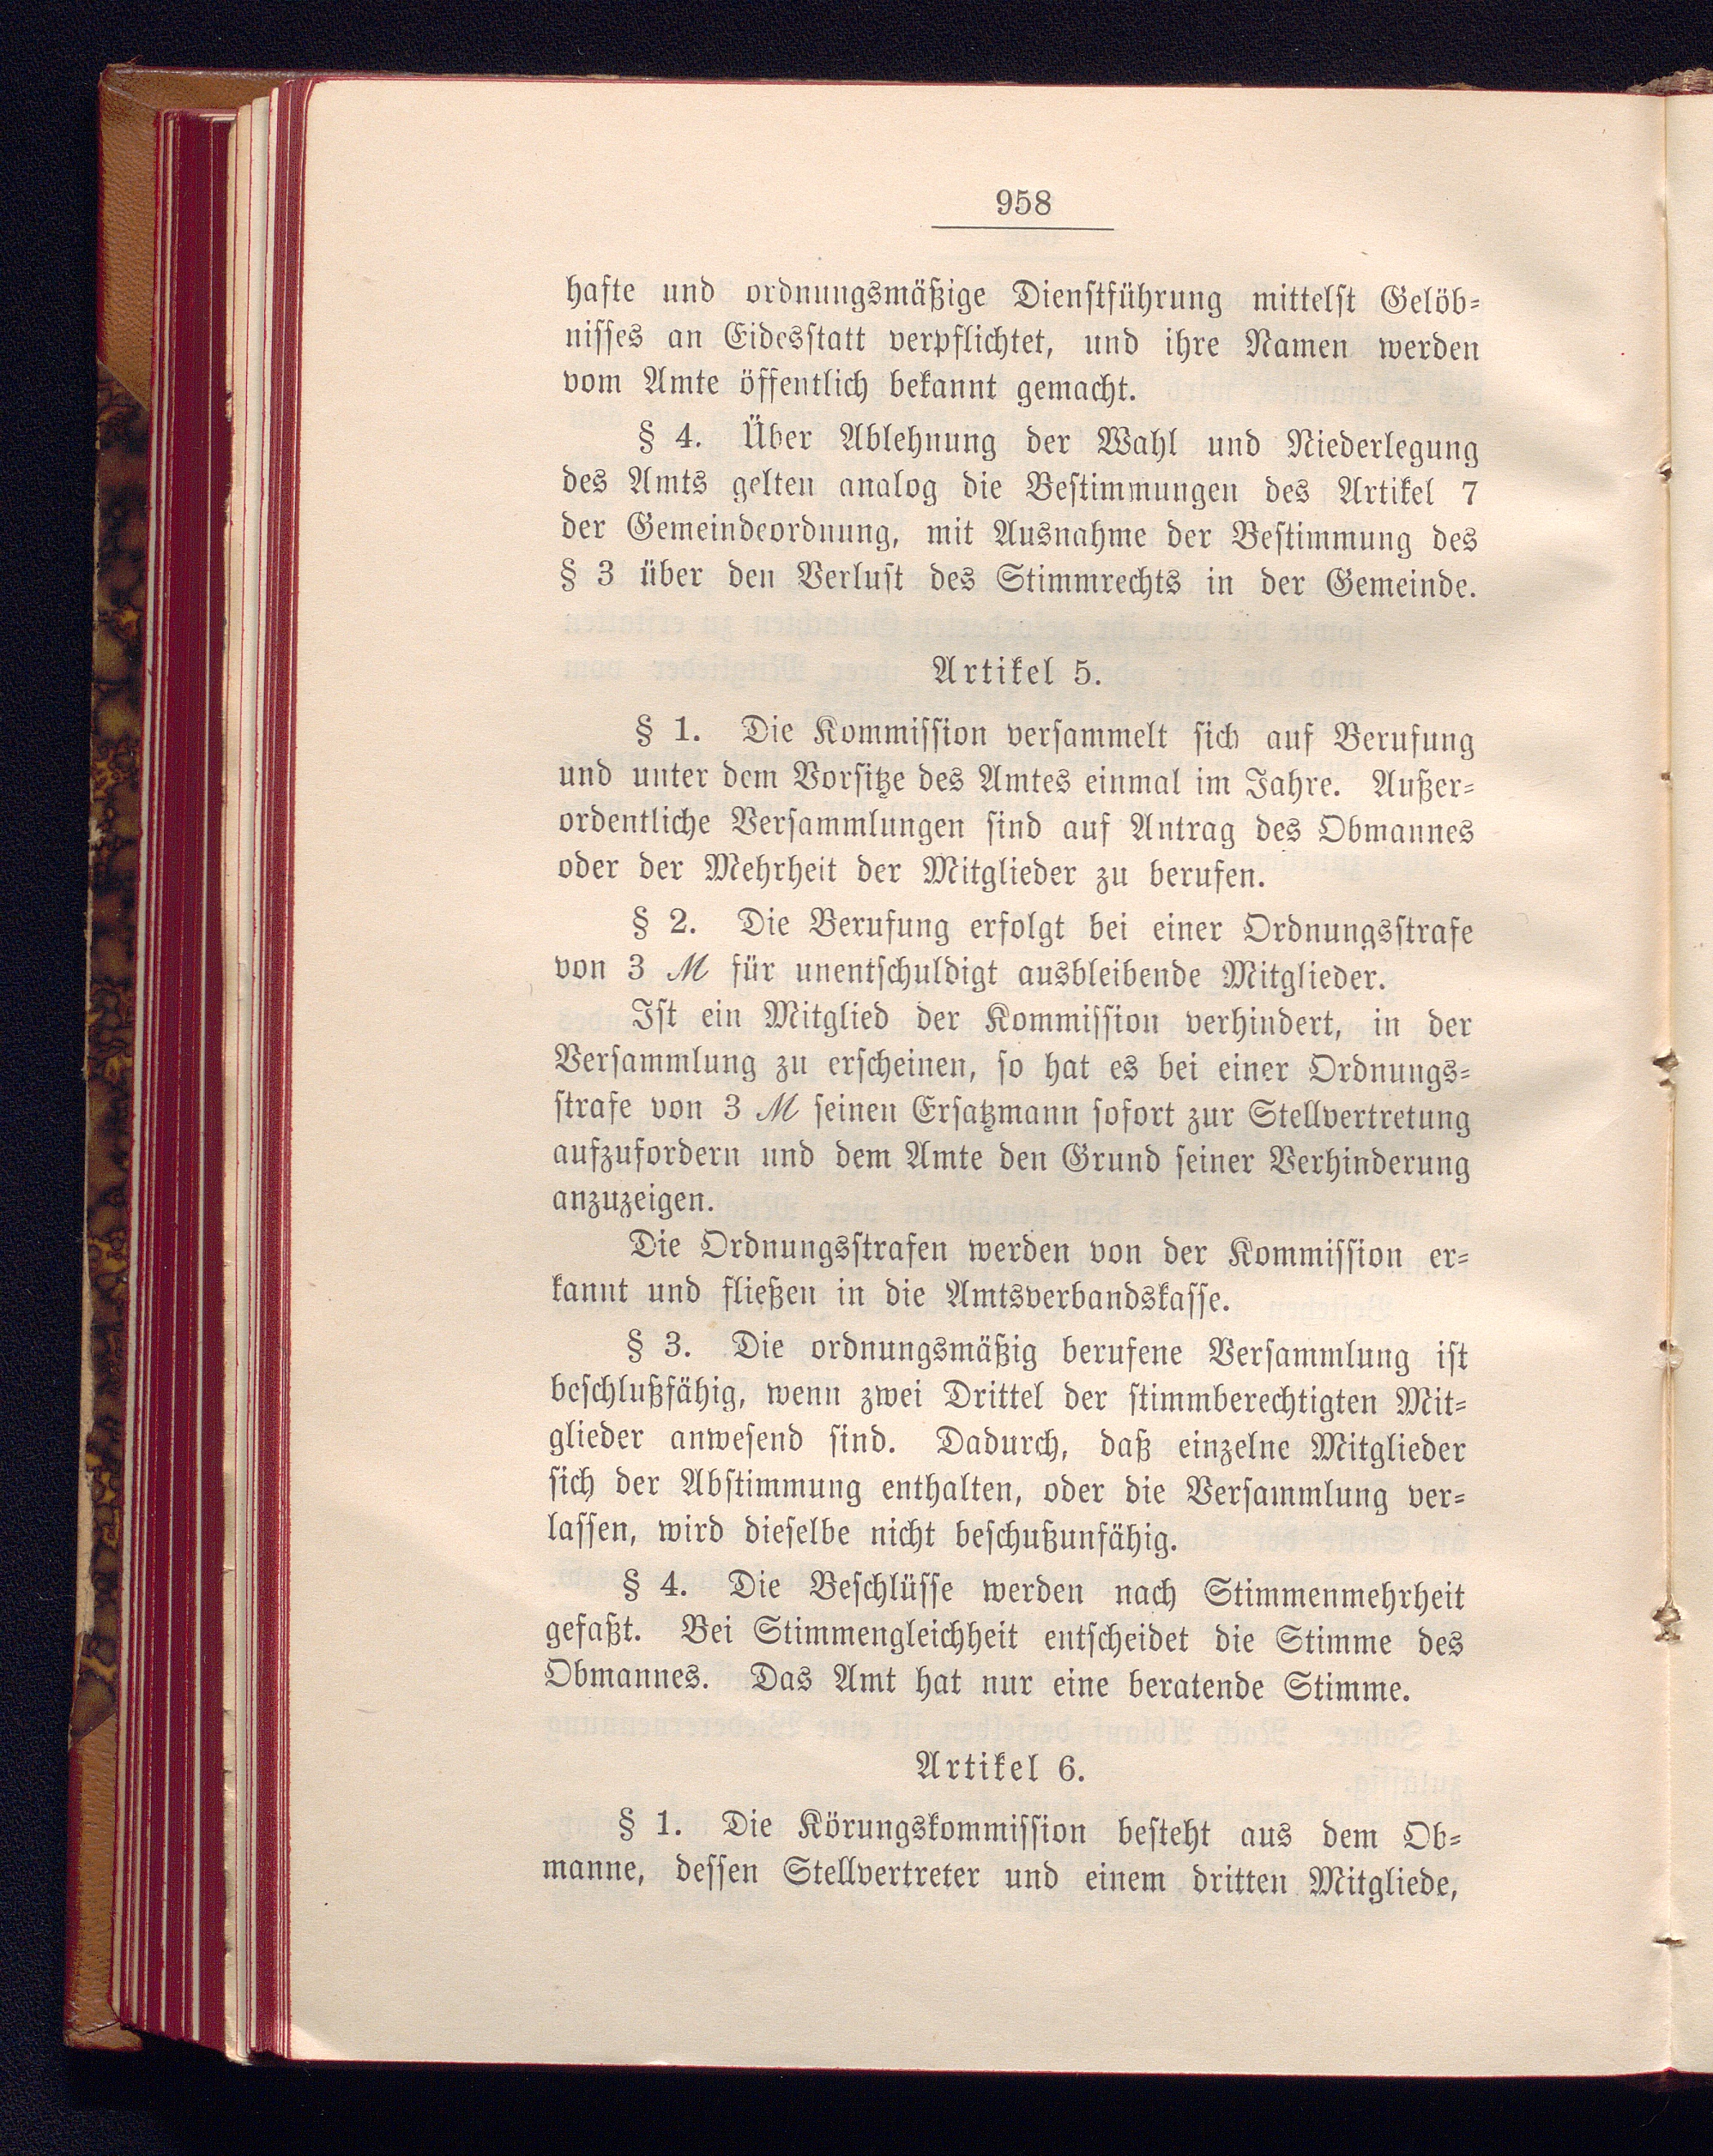 958
hafte und ordnungsmäßige Dienstführung mittelst Gelöb-
nisses an Eidesstatt verpflichtet, und ihre Namen werden
vom Amte öffentlich bekannt gemacht.
§ 4. Über Ablehnung der Wahl und Niederlegung
des Amts gelten analog die Bestimmungen des Artikel 7
der Gemeindeordnung, mit Ausnahme der Bestimmung des
§ 3 über den Verlust des Stimmrechts in der Gemeinde.
Artikel 5.
§ 1. Die Kommission versammelt sich auf Berufung
und unter dem Vorsitze des Amtes einmal im Jahre. Außer-
ordentliche Versammlungen sind auf Antrag des Obmannes
oder der Mehrheit der Mitglieder zu berufen.
§ 2. Die Berufung erfolgt bei einer Ordnungsstrafe
von 3 ℳ für unentschuldigt ausbleibende Mitglieder.
Ist ein Mitglied der Kommission verhindert, in der
Versammlung zu erscheinen, so hat es bei einer Ordnungs-
strafe von 3 ℳ seinen Ersatzmann sofort zur Stellvertretung
aufzufordern und dem Amte den Grund seiner Verhinderung
anzuzeigen.
Die Ordnungsstrafen werden von der Kommission er-
kannt und fließen in die Amtsverbandskasse.
§ 3. Die ordnungsmäßig berufene Versammlung ist
beschlußfähig, wenn zwei Drittel der stimmberechtigten Mit-
glieder anwesend sind. Dadurch, daß einzelne Mitglieder
sich der Abstimmung enthalten, oder die Versammlung ver-
lassen, wird dieselbe nicht beschußunfähig.
§ 4. Die Beschlüsse werden nach Stimmenmehrheit
gefaßt. Bei Stimmengleichheit entscheidet die Stimme des
Obmannes. Das Amt hat nur eine beratende Stimme.
Artikel 6.
§ 1. Die Körungskommission besteht aus dem Ob-
manne, dessen Stellvertreter und einem dritten Mitgliede,